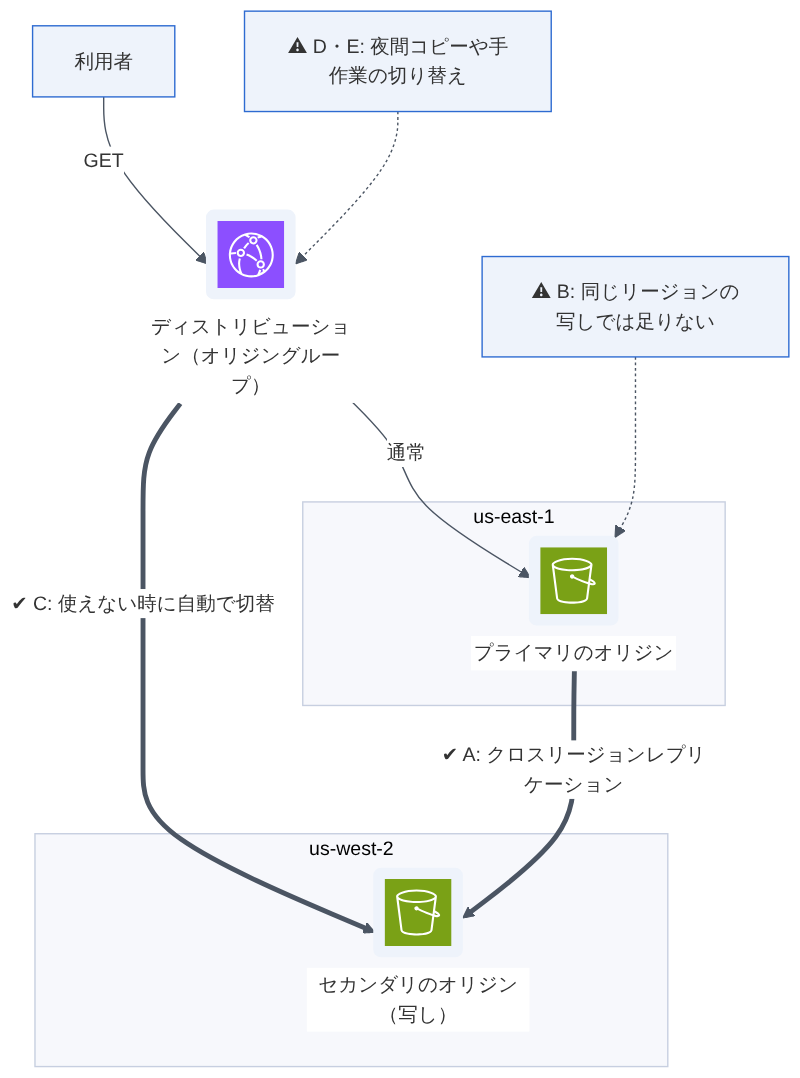 利用者
⚠ D・E: 夜間コピーや手
作業の切り替え
GET
ディストリビューショ
ン（オリジングルー
プ）
⚠ B: 同じリージョンの
写しでは足りない
通常
us-east-1
✔ C: 使えない時に自動で切替
プライマリのオリジン
✔ A: クロスリージョンレプリ
ケーション
us-west-2
セカンダリのオリジン
（写し）